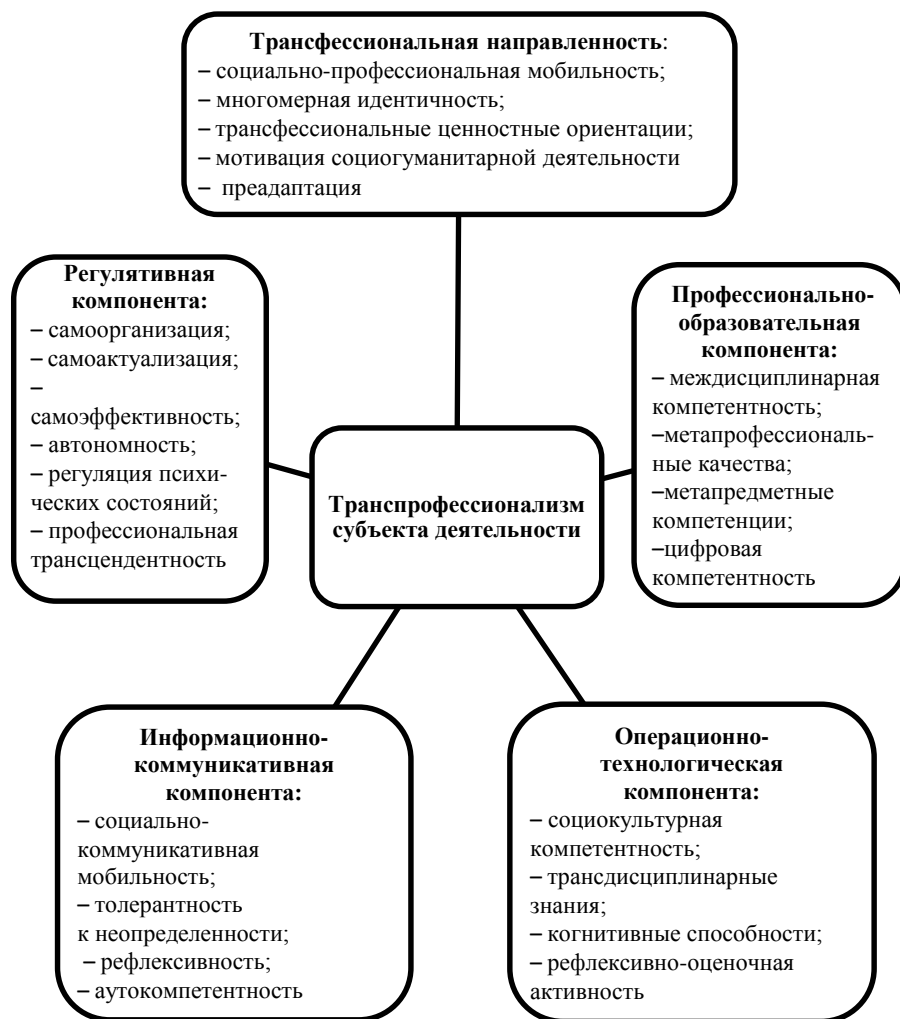 Трансфессиональная направленность:
– социально-профессиональная мобильность;
– многомерная идентичность;
– трансфессиональные ценностные ориентации;
– мотивация социогуманитарной деятельности
– преадаптация
Регулятивная
компонента:
– самоорганизация;
– самоактуализация;
–
самоэффективность;
– автономность;
– регуляция психи-
ческих состояний;
– профессиональная
трансцендентность
Профессионально-
образовательная
компонента:
– междисциплинарная
компетентность;
–метапрофессиональ-
ные качества;
– метапредметные
компетенции;
–цифровая
компетентность
Транспрофессионализм
субъекта деятельности
Информационно-
коммуникативная
компонента:
– социально-
коммуникативная
мобильность;
– толерантность
к неопределенности;
– рефлексивность;
– аутокомпетентность
Операционно-
технологическая
компонента:
– социокультурная
компетентность;
– трансдисциплинарные
знания;
– когнитивные способности;
– рефлексивно-оценочная
активность